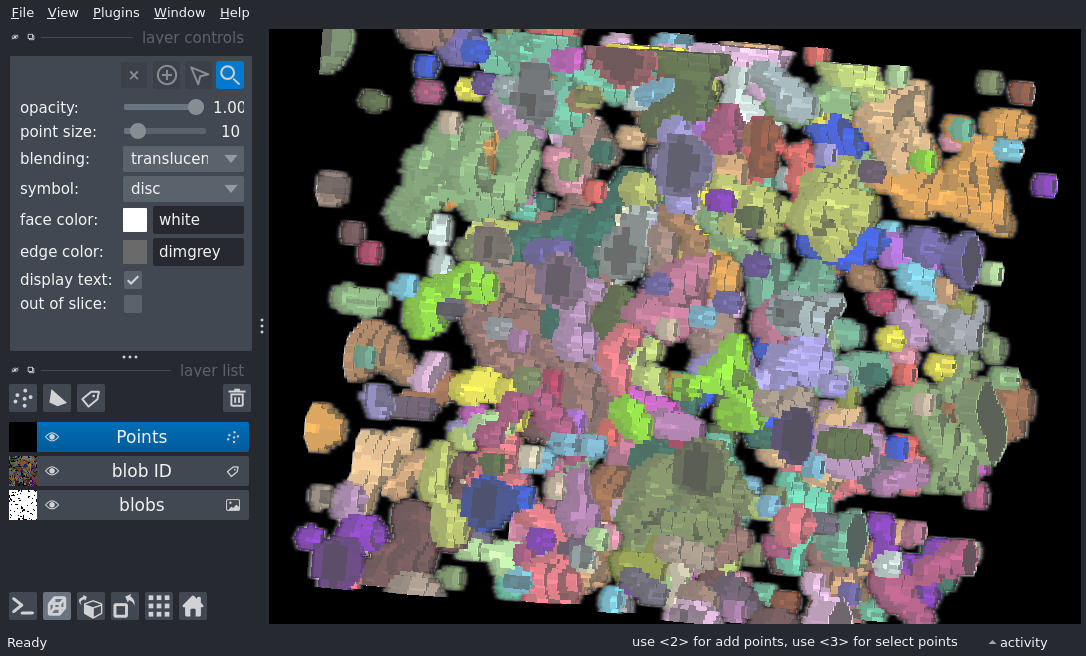 File View Plugins Window Help
layer controls
opacity: 1.00
point size: 10
blending: translucen
symbol: disc
face color: white
edge color: dimgrey
display text:
out of slice:
layer list
Points
blob ID
blobs
Ready use <2> for add points, use <3> for select points activity